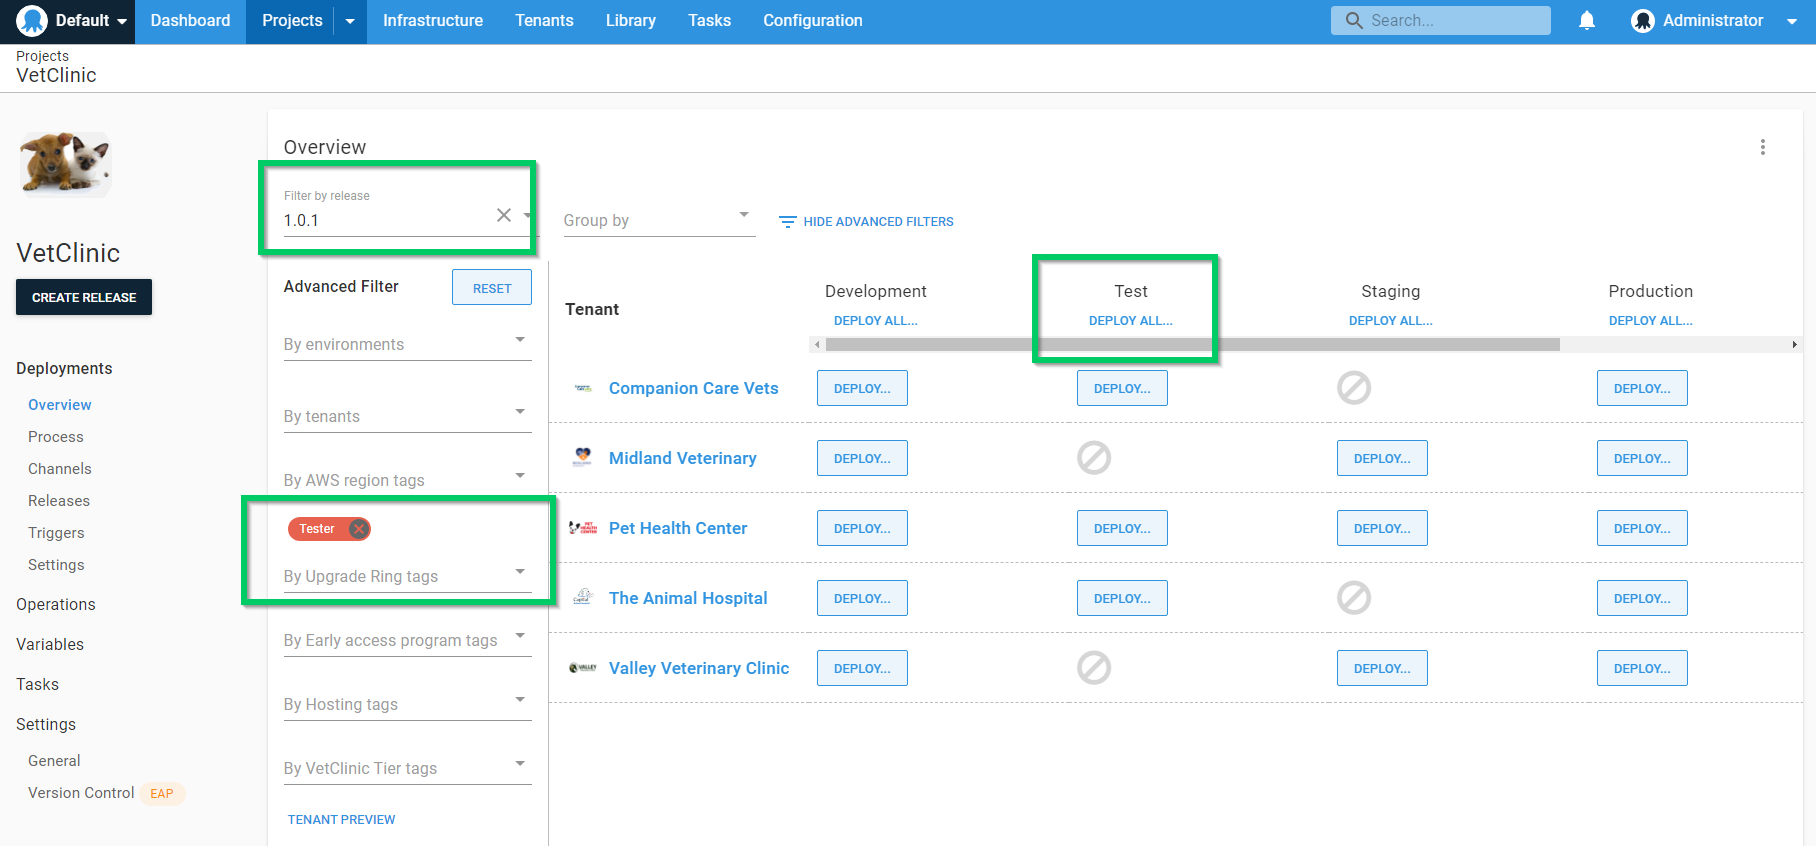 Default Dashboard Projects Infrastructure Tenants Library Tasks Configuration Search... Administrator
Projects
VetClinic
VetClinic
CREATE RELEASE
Deployments
Overview
Process
Channels
Releases
Triggers
Settings
Operations
Variables
Tasks
Settings
General
Version Control EAP
Overview
Filter by release
1.0.1
Group by
HIDE ADVANCED FILTERS
Advanced Filter RESET
By environments
By tenants
By AWS region tags
Tester
By Upgrade Ring tags
By Early access program tags
By Hosting tags
By VetClinic Tier tags
TENANT PREVIEW
Tenant
Development Test Staging Production
DEPLOY ALL... DEPLOY ALL... DEPLOY ALL... DEPLOY ALL...
Companion Care Vets DEPLOY... DEPLOY... DEPLOY...
Midland Veterinary DEPLOY... DEPLOY... DEPLOY...
PET HEALTH CENTER Pet Health Center DEPLOY... DEPLOY... DEPLOY... DEPLOY...
The Animal Hospital DEPLOY... DEPLOY... DEPLOY...
VALLEY Valley Veterinary Clinic DEPLOY... DEPLOY... DEPLOY...